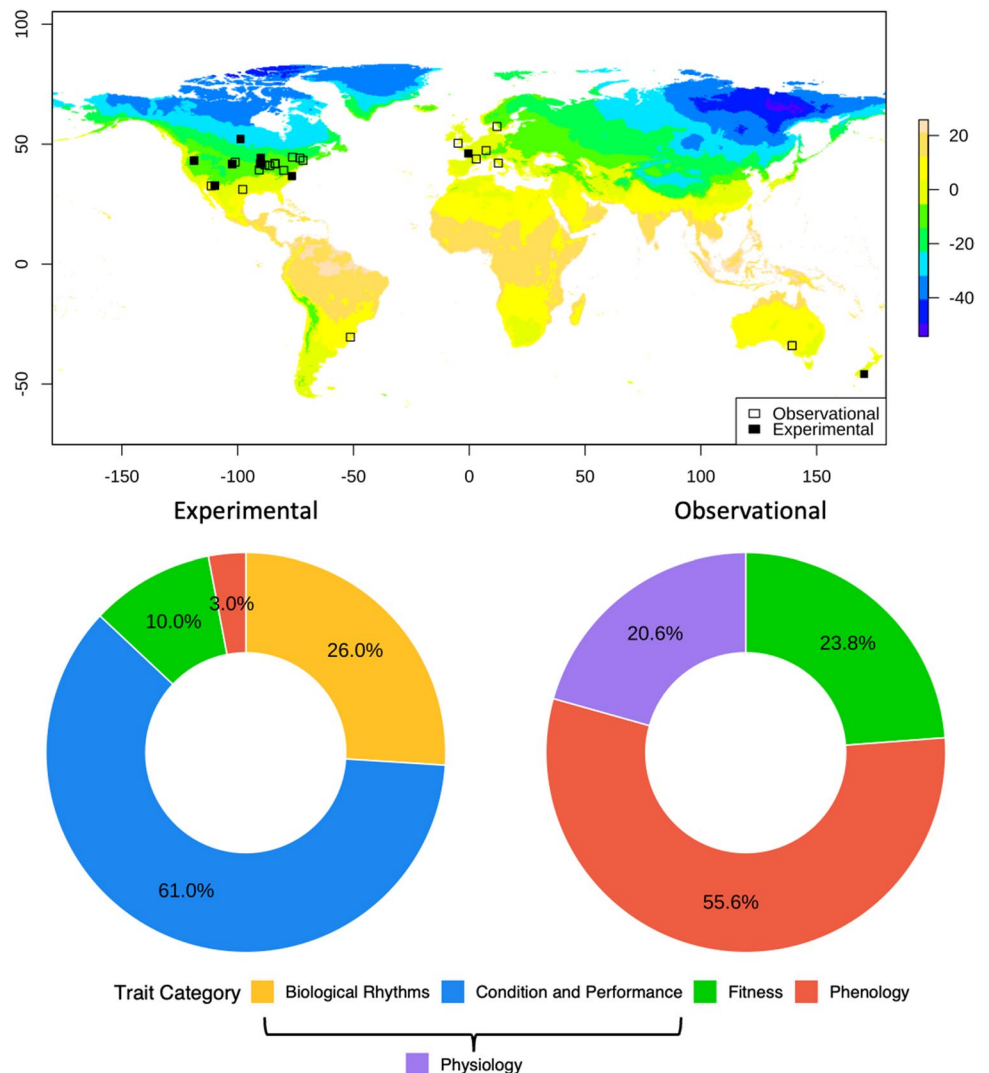 100
50
0
-50
20
0
-20
-40
Observational
Experimental
-150 -100 -50 0 50 100 150
Experimental Observational
3.0%
10.0%
26.0%
61.0%
20.6%
23.8%
55.6%
Trait Category Biological Rhythms Condition and Performance Fitness Phenology
Physiology